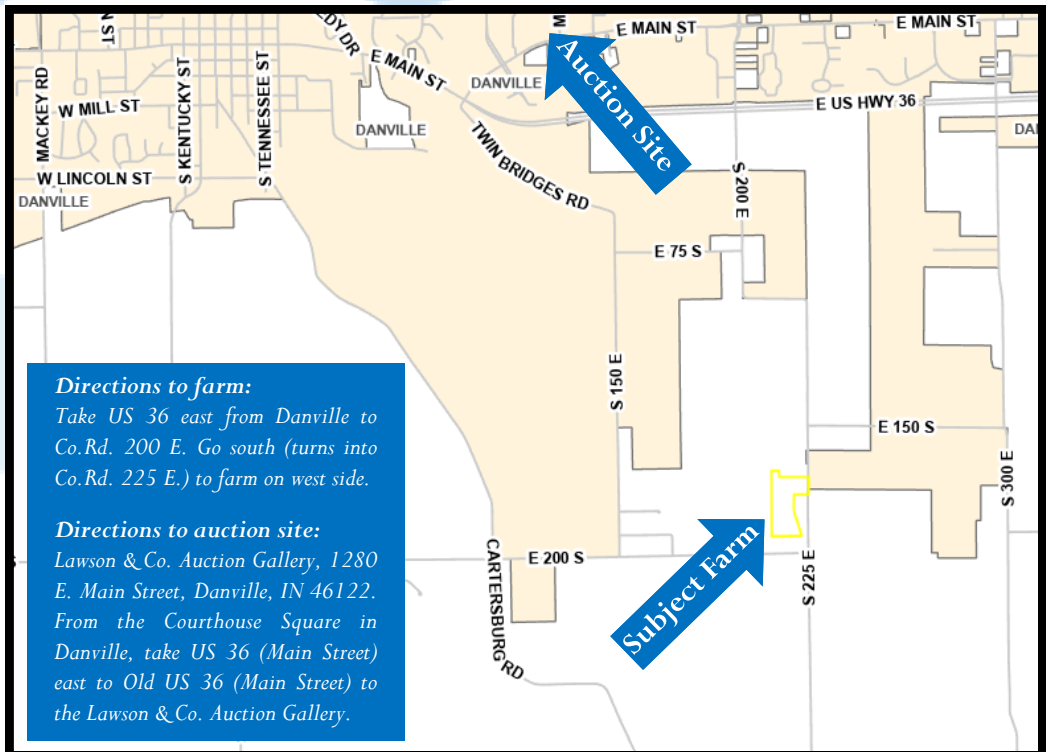 N ST
EDY DR
M
E MAIN ST
E MAIN ST
E MAIN ST
DANVILLE
MACKEY RD
W MILL ST
S KENTUCKY ST
S TENNESSEE ST
DANVILLE
E US HWY 36
DA
Auction Site
TWIN BRIDGES RD
W LINCOLN ST
DANVILLE
S 200 E
E 75 S
S 150 E
E 150 S
S 300 E
Directions to farm:
Take US 36 east from Danville to
Co.Rd. 200 E. Go south (turns into
Co.Rd. 225 E.) to farm on west side.
Directions to auction site:
Lawson & Co. Auction Gallery, 1280
E. Main Street, Danville, IN 46122.
From the Courthouse Square in
Danville, take US 36 (Main Street)
east to Old US 36 (Main Street) to
the Lawson & Co. Auction Gallery.
E 200 S
CARTERSBURG RD
Subject Farm
S 225 E